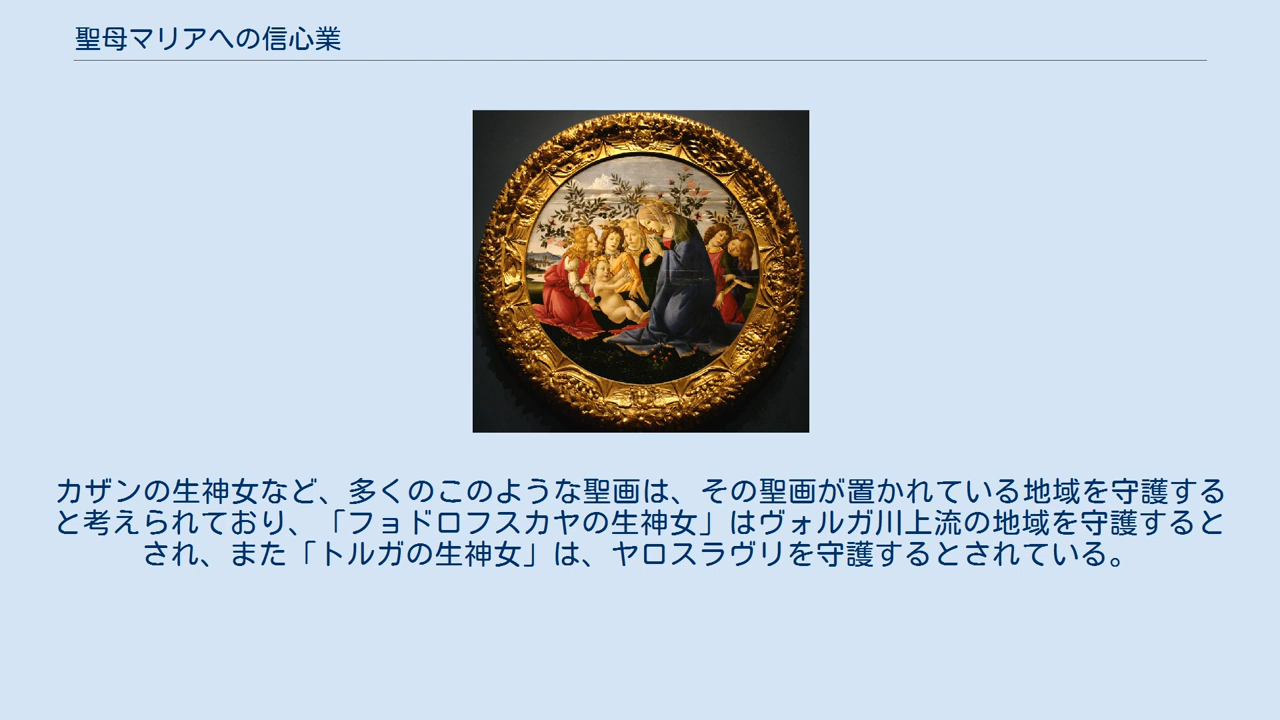 聖母マリアへの信心業
カザンの生神女など、多くのこのような聖画は、その聖画が置かれている地域を守護する
と考えられており、「フョドロフスカヤの生神女」はヴォルガ川上流の地域を守護すると
され、また「トルガの生神女」は、ヤロスラヴリを守護するとされている。